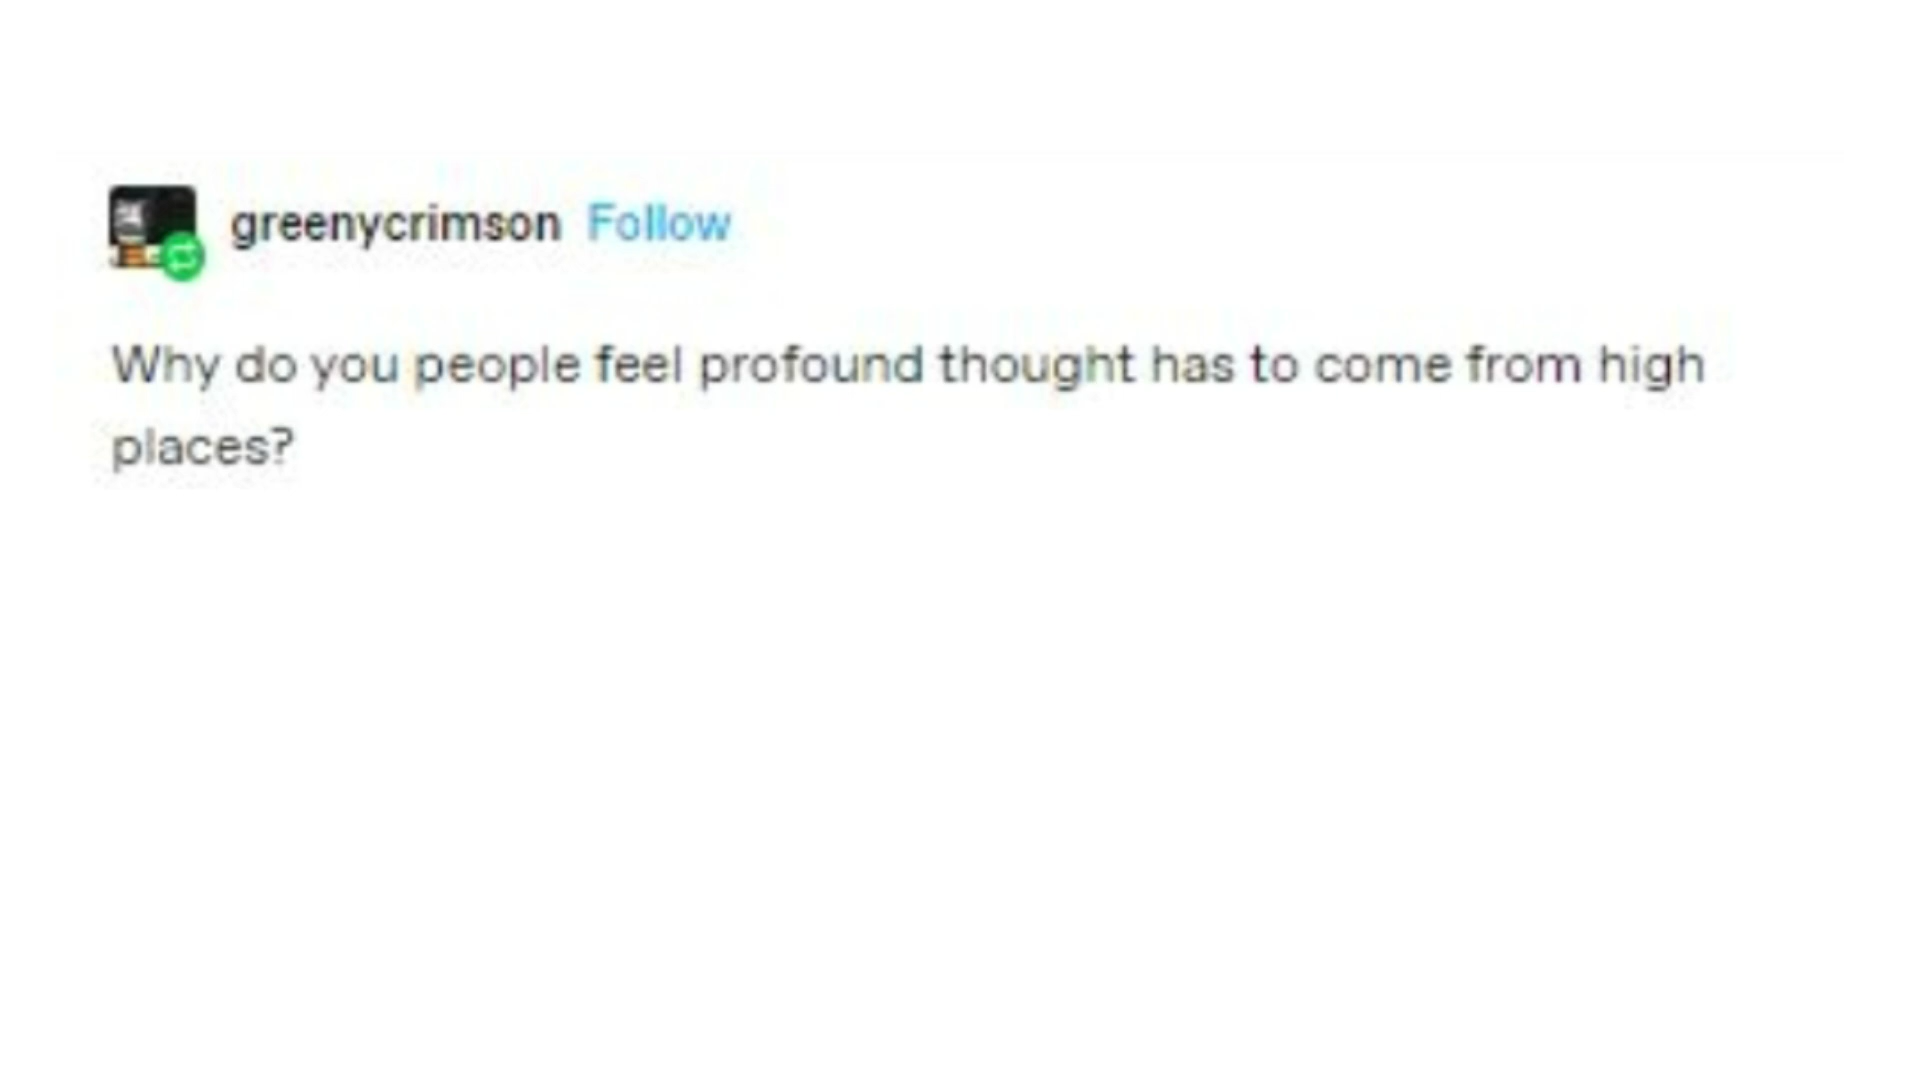 greenycrimson Follow
Why do you people feel profound thought has to come from high
places?